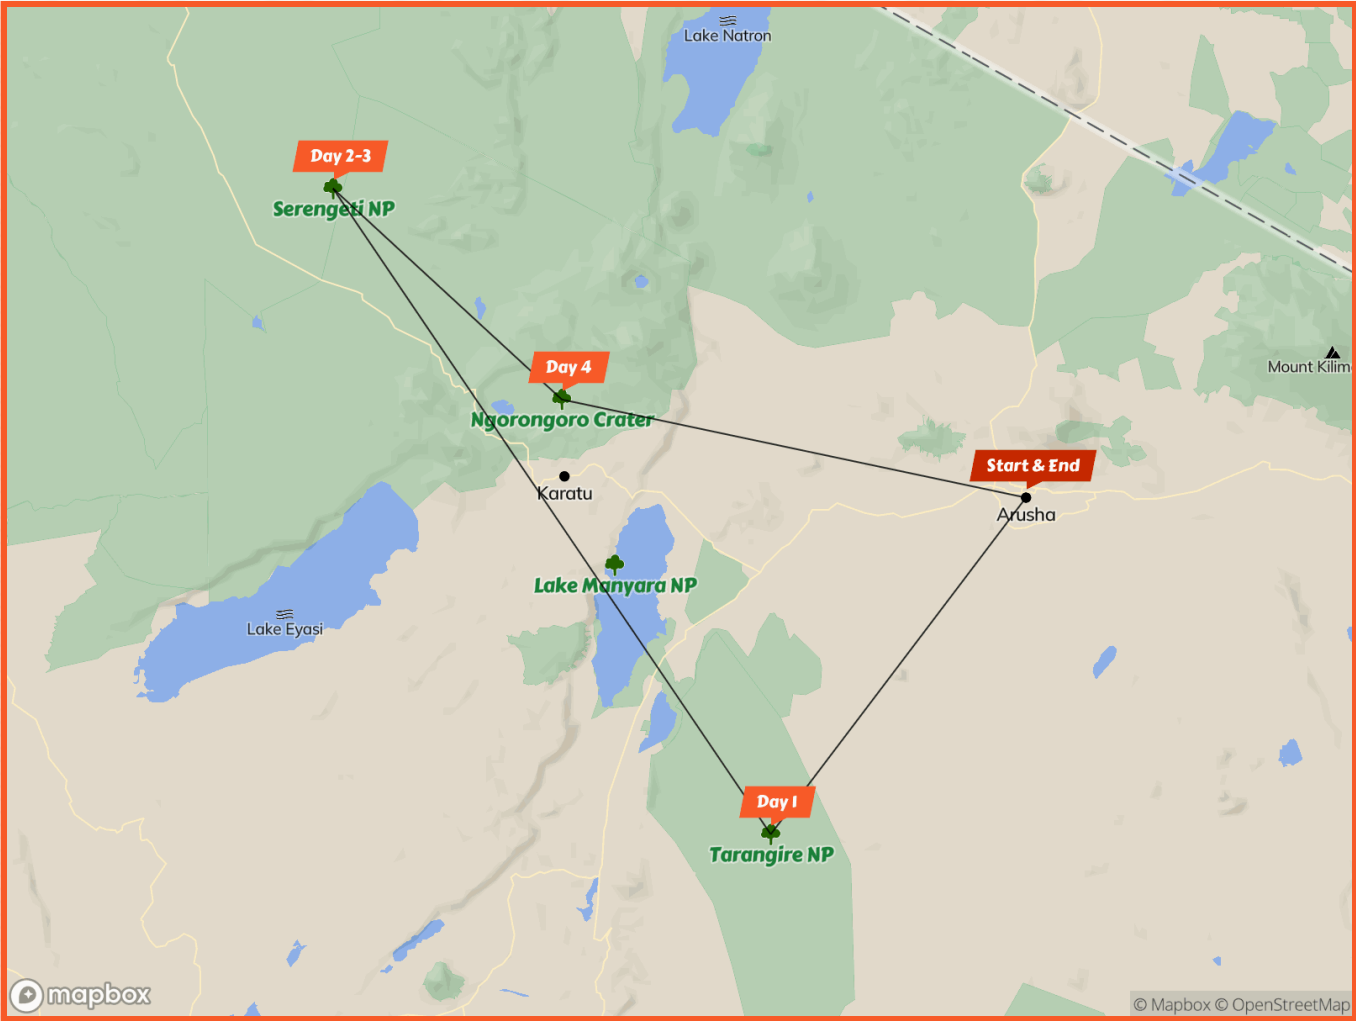 Lake Natron
Day 2-3
Serengeti NP
Mount Kilim
Day 4
Ngorongoro Crater
Start & End
Karatu
Arusha
Lake Manyara NP
Lake Eyasi
Day 1
Tarangire NP
mapbox
© Mapbox © OpenStreetMap